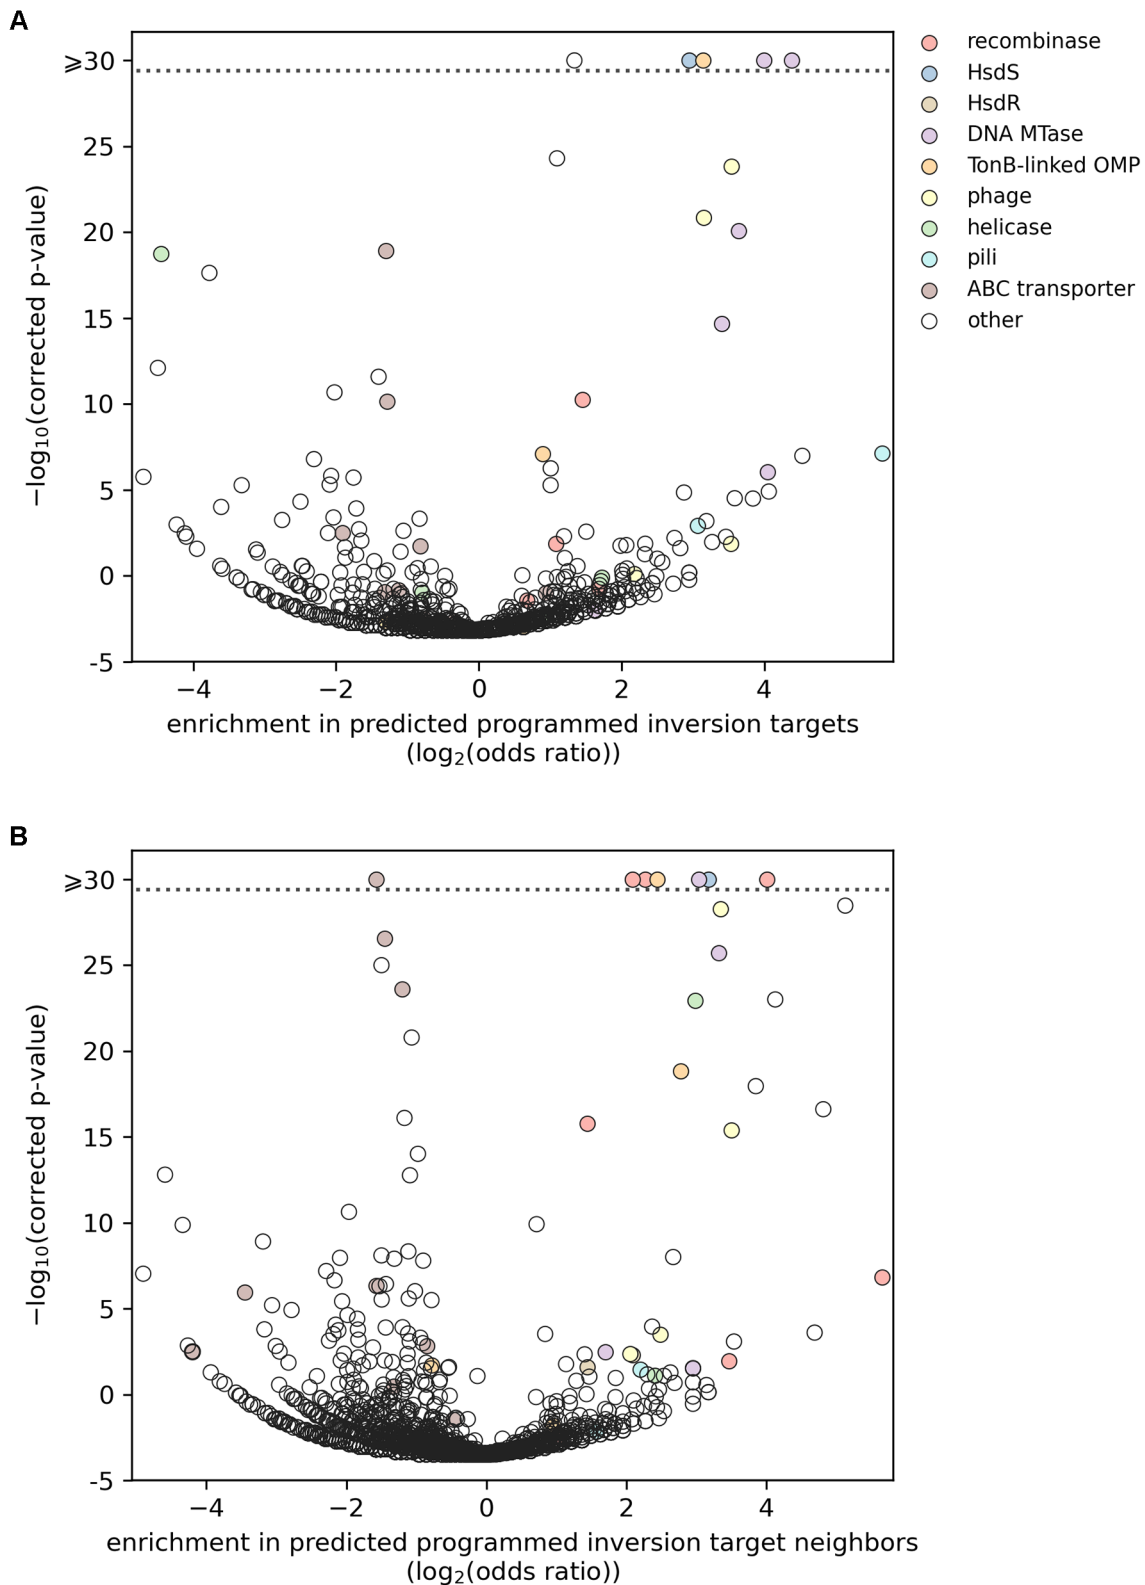 A
⩾30
25
20
15
10
5
0
-5
−log10(corrected p-value)
−4
−2
0
2
4
enrichment in predicted programmed inversion targets
(log2(odds ratio))
recombinase
HsdS
HsdR
DNA MTase
TonB-linked OMP
phage
helicase
pili
ABC transporter
other
B
⩾30
25
20
15
10
5
0
-5
−log10(corrected p-value)
−4
−2
0
2
4
enrichment in predicted programmed inversion target neighbors
(log2(odds ratio))